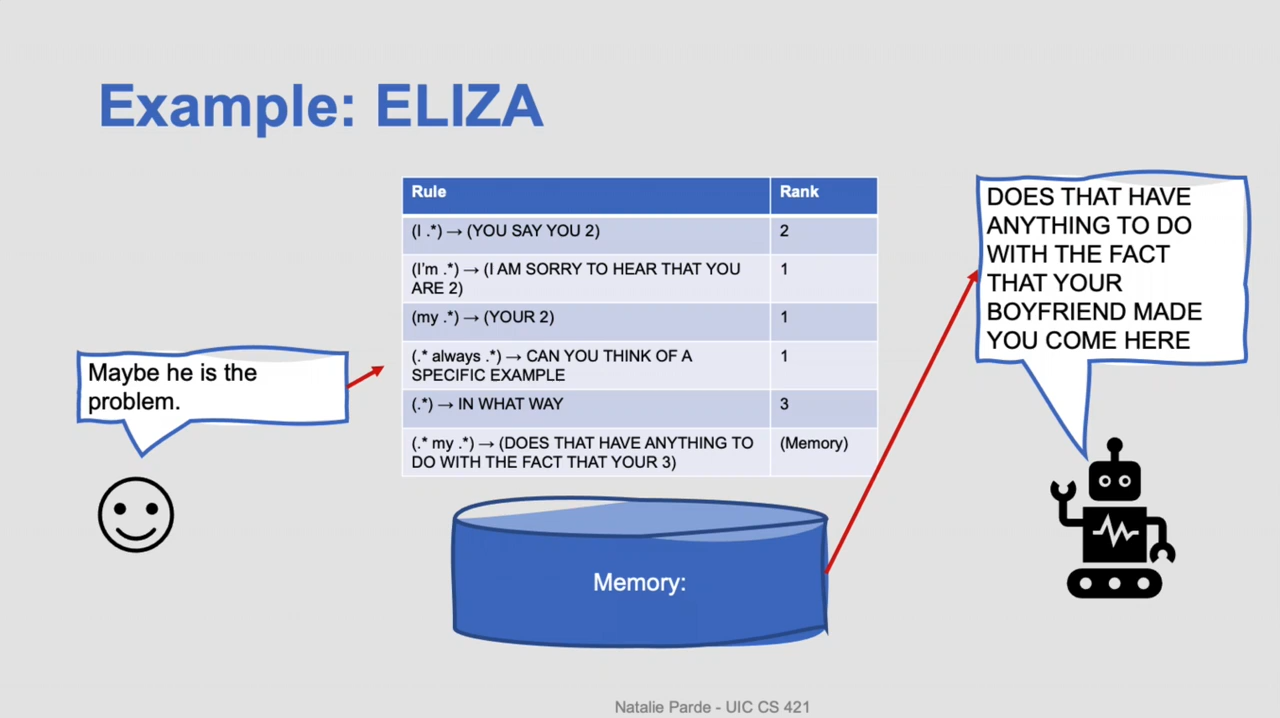 Example: ELIZA
Rule Rank
(I .*) → (YOU SAY YOU 2) 2
(I’m .*) → (I AM SORRY TO HEAR THAT YOU
ARE 2) 1
(my .*) → (YOUR 2) 1
(.* always .*) → CAN YOU THINK OF A
SPECIFIC EXAMPLE 1
(.*) → IN WHAT WAY 3
(.* my .*) → (DOES THAT HAVE ANYTHING TO
DO WITH THE FACT THAT YOUR 3) (Memory)
Maybe he is the
problem.
Memory:
DOES THAT HAVE
ANYTHING TO DO
WITH THE FACT
THAT YOUR
BOYFRIEND MADE
YOU COME HERE
Natalie Parde - UIC CS 421